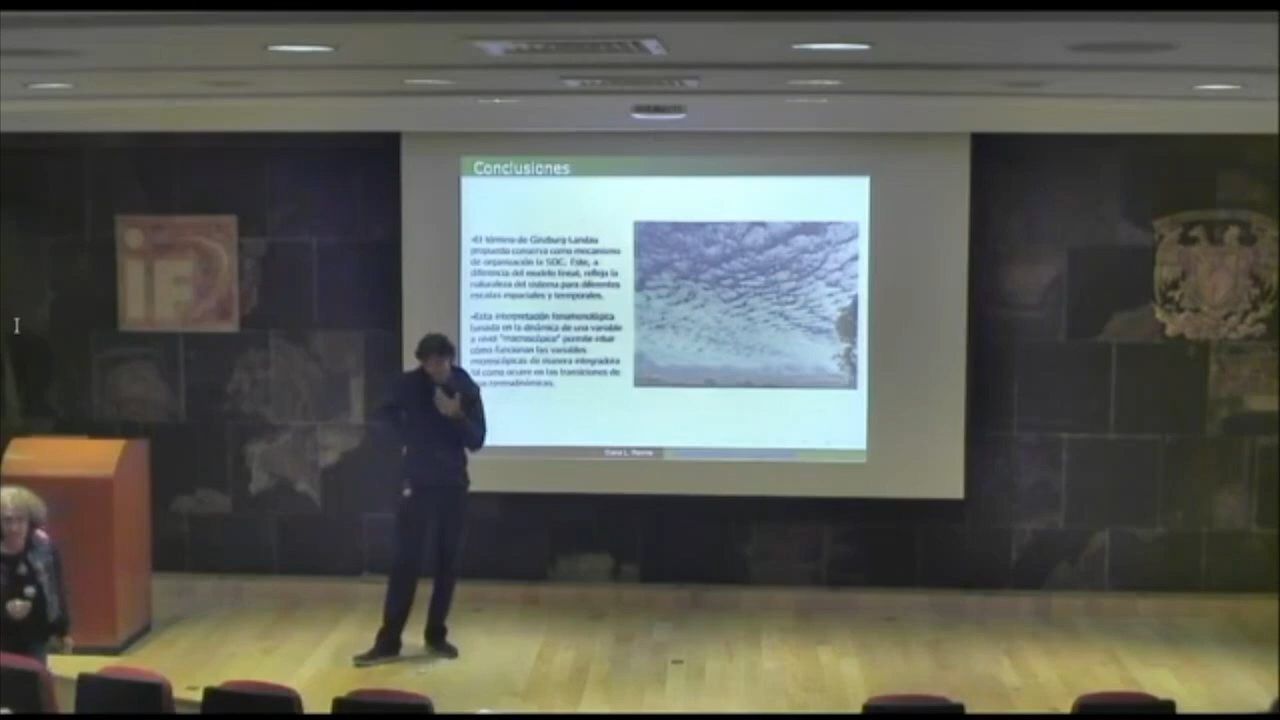 Conclusiones
•El término de Ginzburg-Landau
propuesto conserva como mecanismo
de organización la SOC. Este, a
diferencia del modelo lineal, refleja la
naturaleza del sistema para diferentes
escalas espaciales y temporales.
•Esta interpretación fenomenológica
basada en la dinámica de una variable
a nivel "macroscópico" permite intuir
cómo funcionan las variables
microscópicas de manera integradora
tal como ocurre en las transiciones de
termodinámicas.
iF